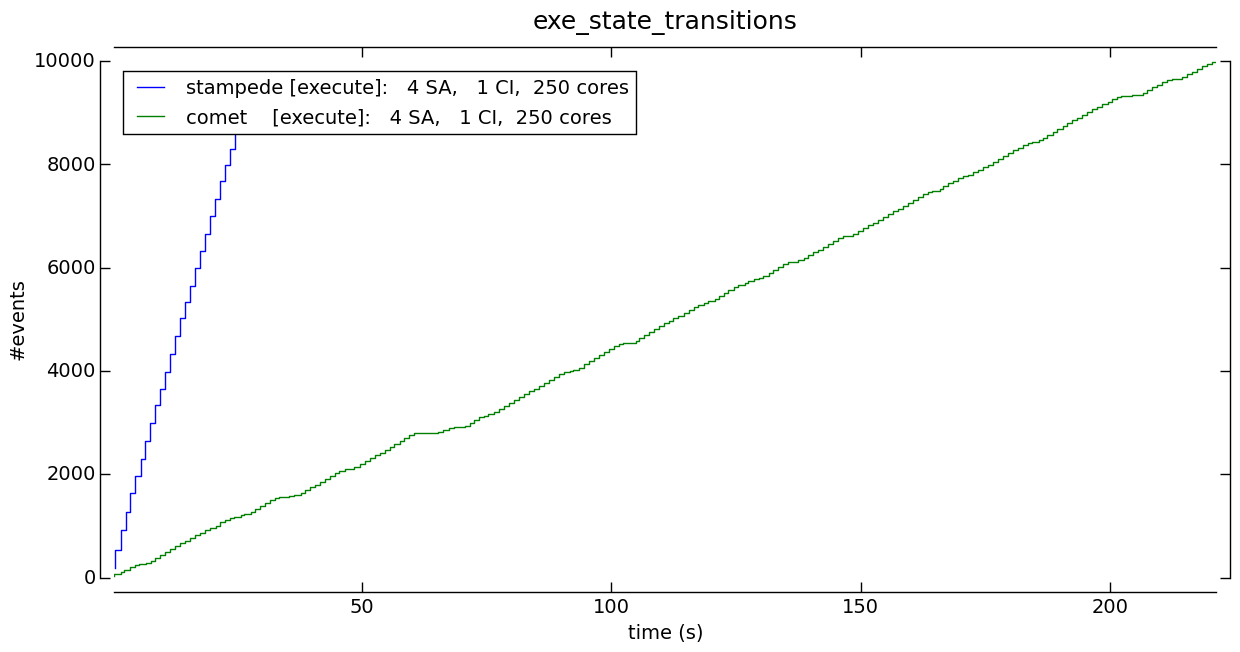 exe_state_transitions
10000
stampede [execute]:   4 SA,   1 CI,  250 cores
comet    [execute]:   4 SA,   1 CI,  250 cores
8000
6000
#events
4000
2000
0
50 100 150 200
time (s)